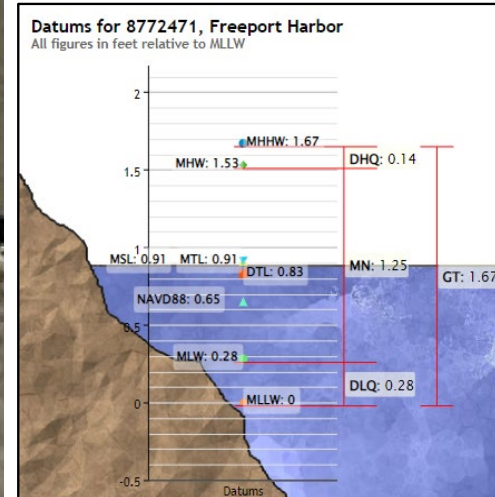 Datums for 8772471, Freeport Harbor
All figures in feet relative to MLLW
2
MHHW: 1.67
MHW: 1.53
DHQ: 0.14
1.5
1
MSL: 0.91 MTL: 0.91
DTL: 0.83
MN: 1.25
GT: 1.67
NAVD88: 0.65
0.5
MLW: 0.28
DLQ: 0.28
0
MLLW: 0
-0.5
Datums